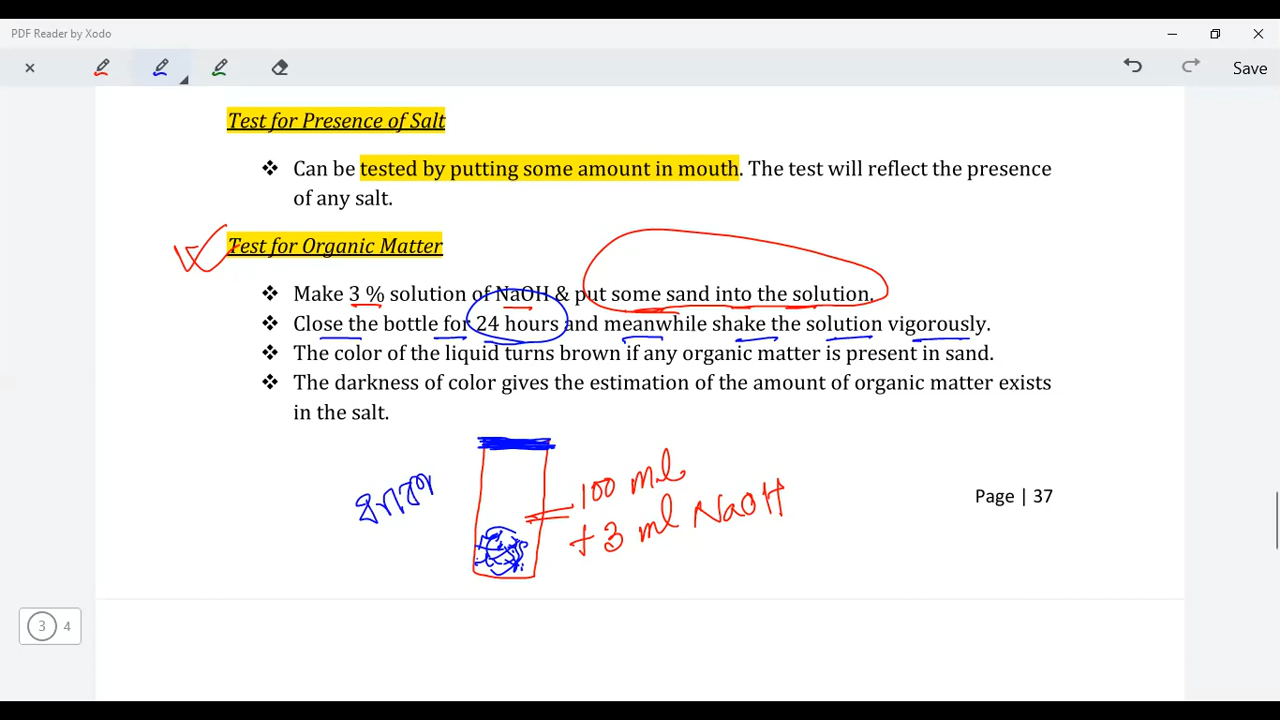 PDF Reader by Xodo
Save
Test for Presence of Salt
❖ Can be tested by putting some amount in mouth. The test will reflect the presence
of any salt.
Test for Organic Matter
❖ Make 3 % solution of NaOH & put some sand into the solution.
❖ Close the bottle for 24 hours and meanwhile shake the solution vigorously.
❖ The color of the liquid turns brown if any organic matter is present in sand.
❖ The darkness of color gives the estimation of the amount of organic matter exists
in the salt.
100 ml
+3 ml NaOH
Page | 37
3 4